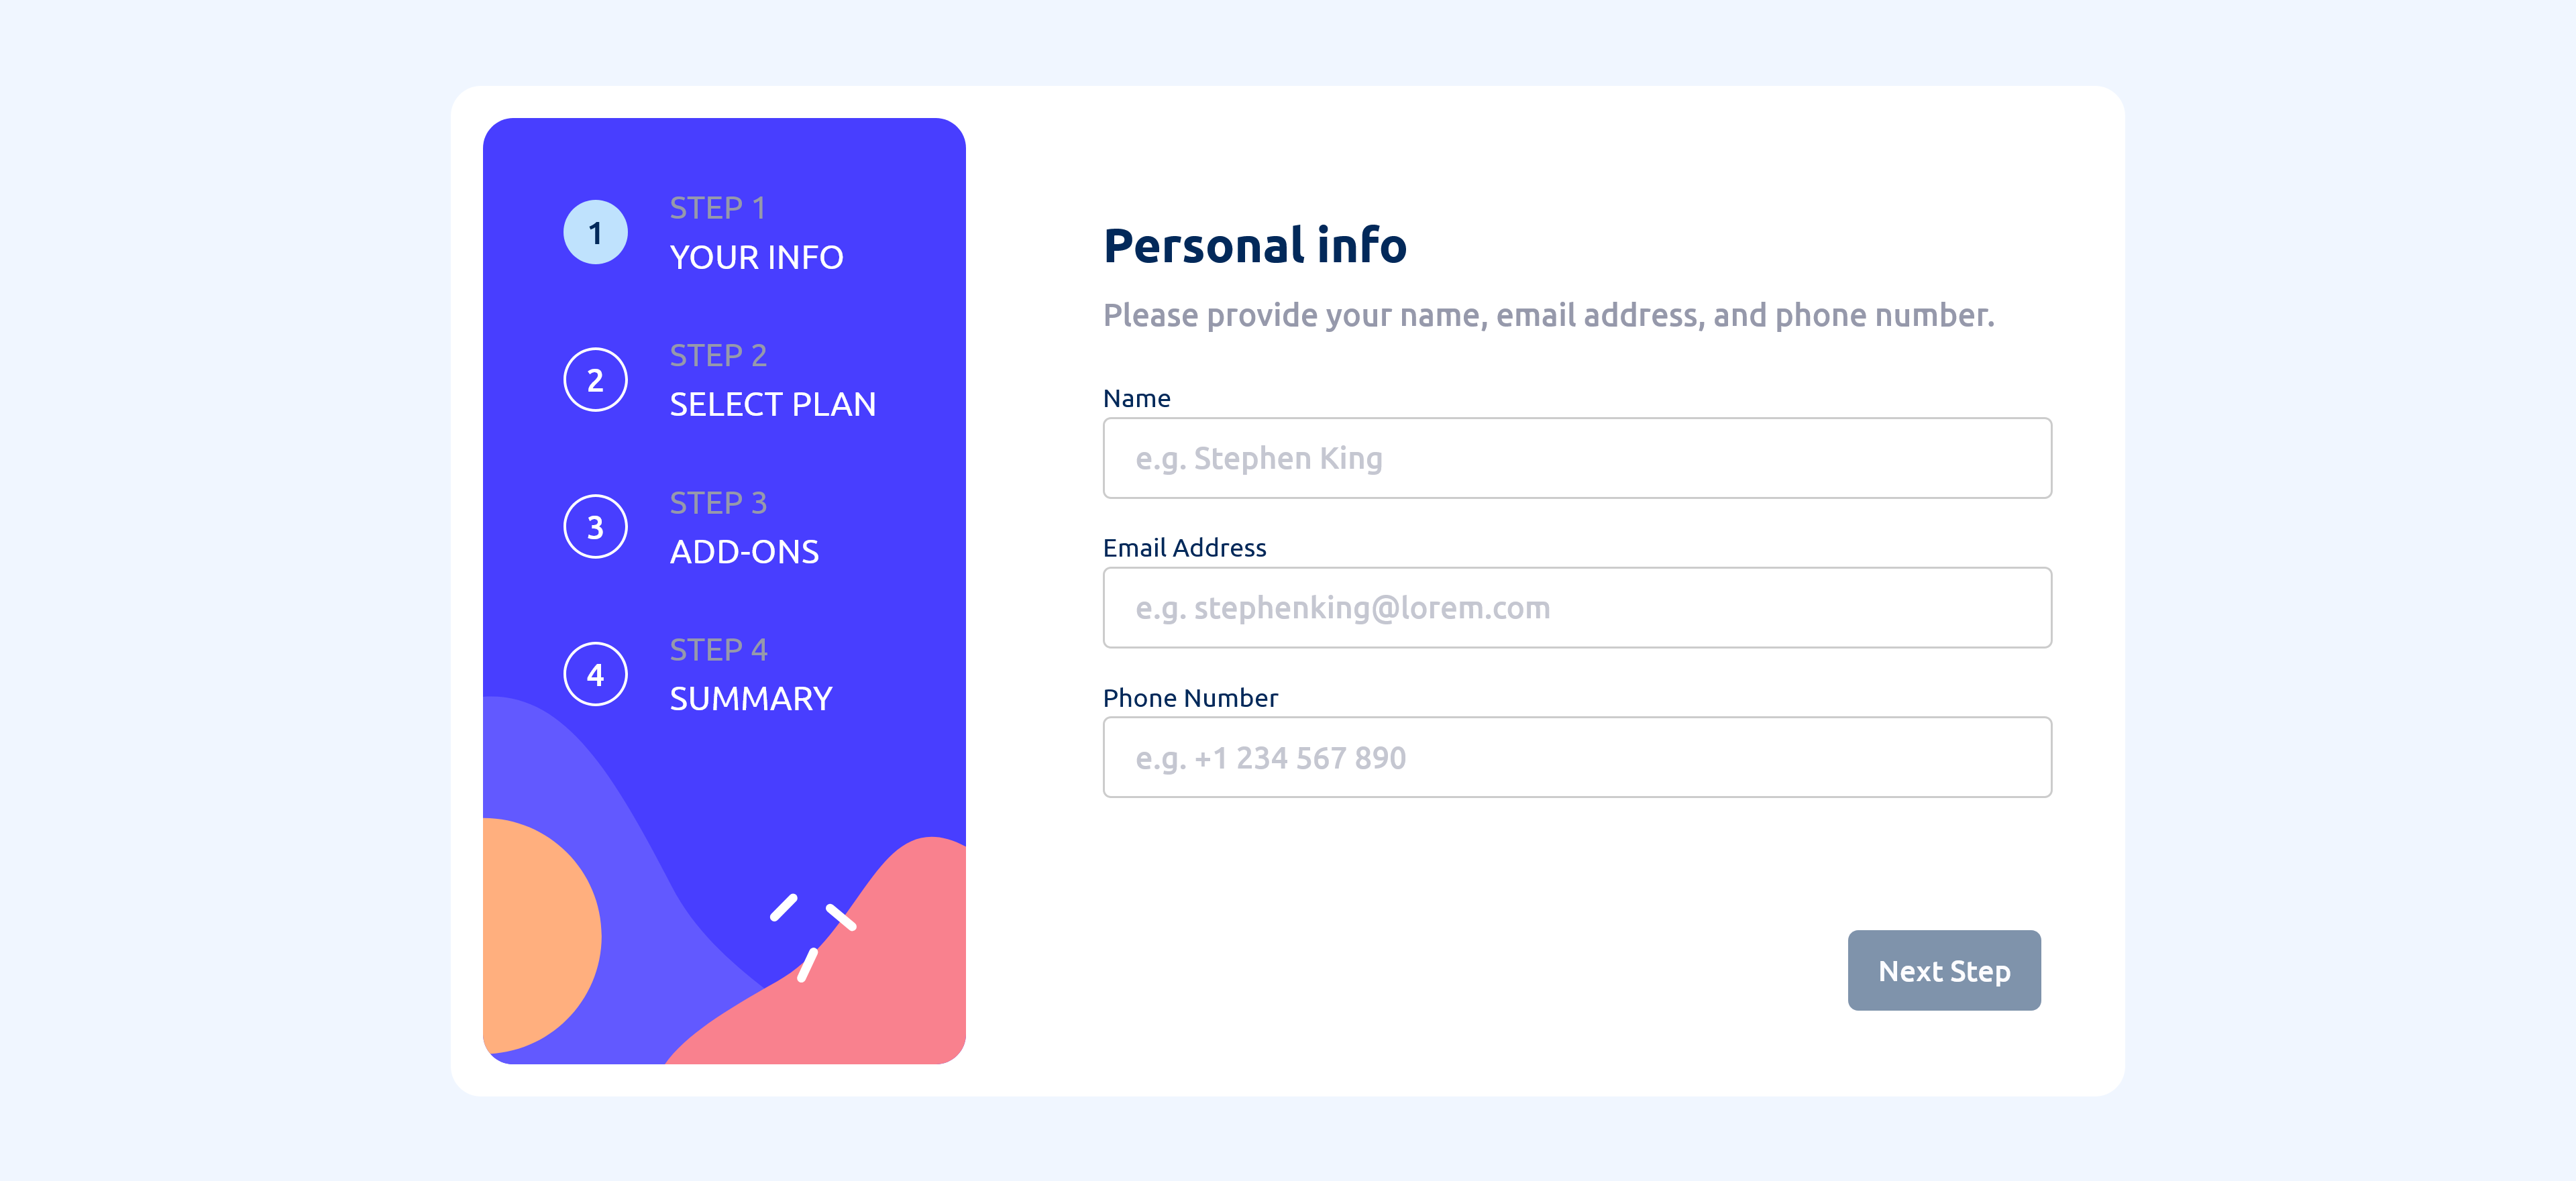 1
STEP 1
YOUR INFO
2
STEP 2
SELECT PLAN
3
STEP 3
ADD-ONS
4
STEP 4
SUMMARY
Personal info
Please provide your name, email address, and phone number.
Name
e.g. Stephen King
Email Address
e.g. stephenking@lorem.com
Phone Number
e.g. +1 234 567 890
Next Step